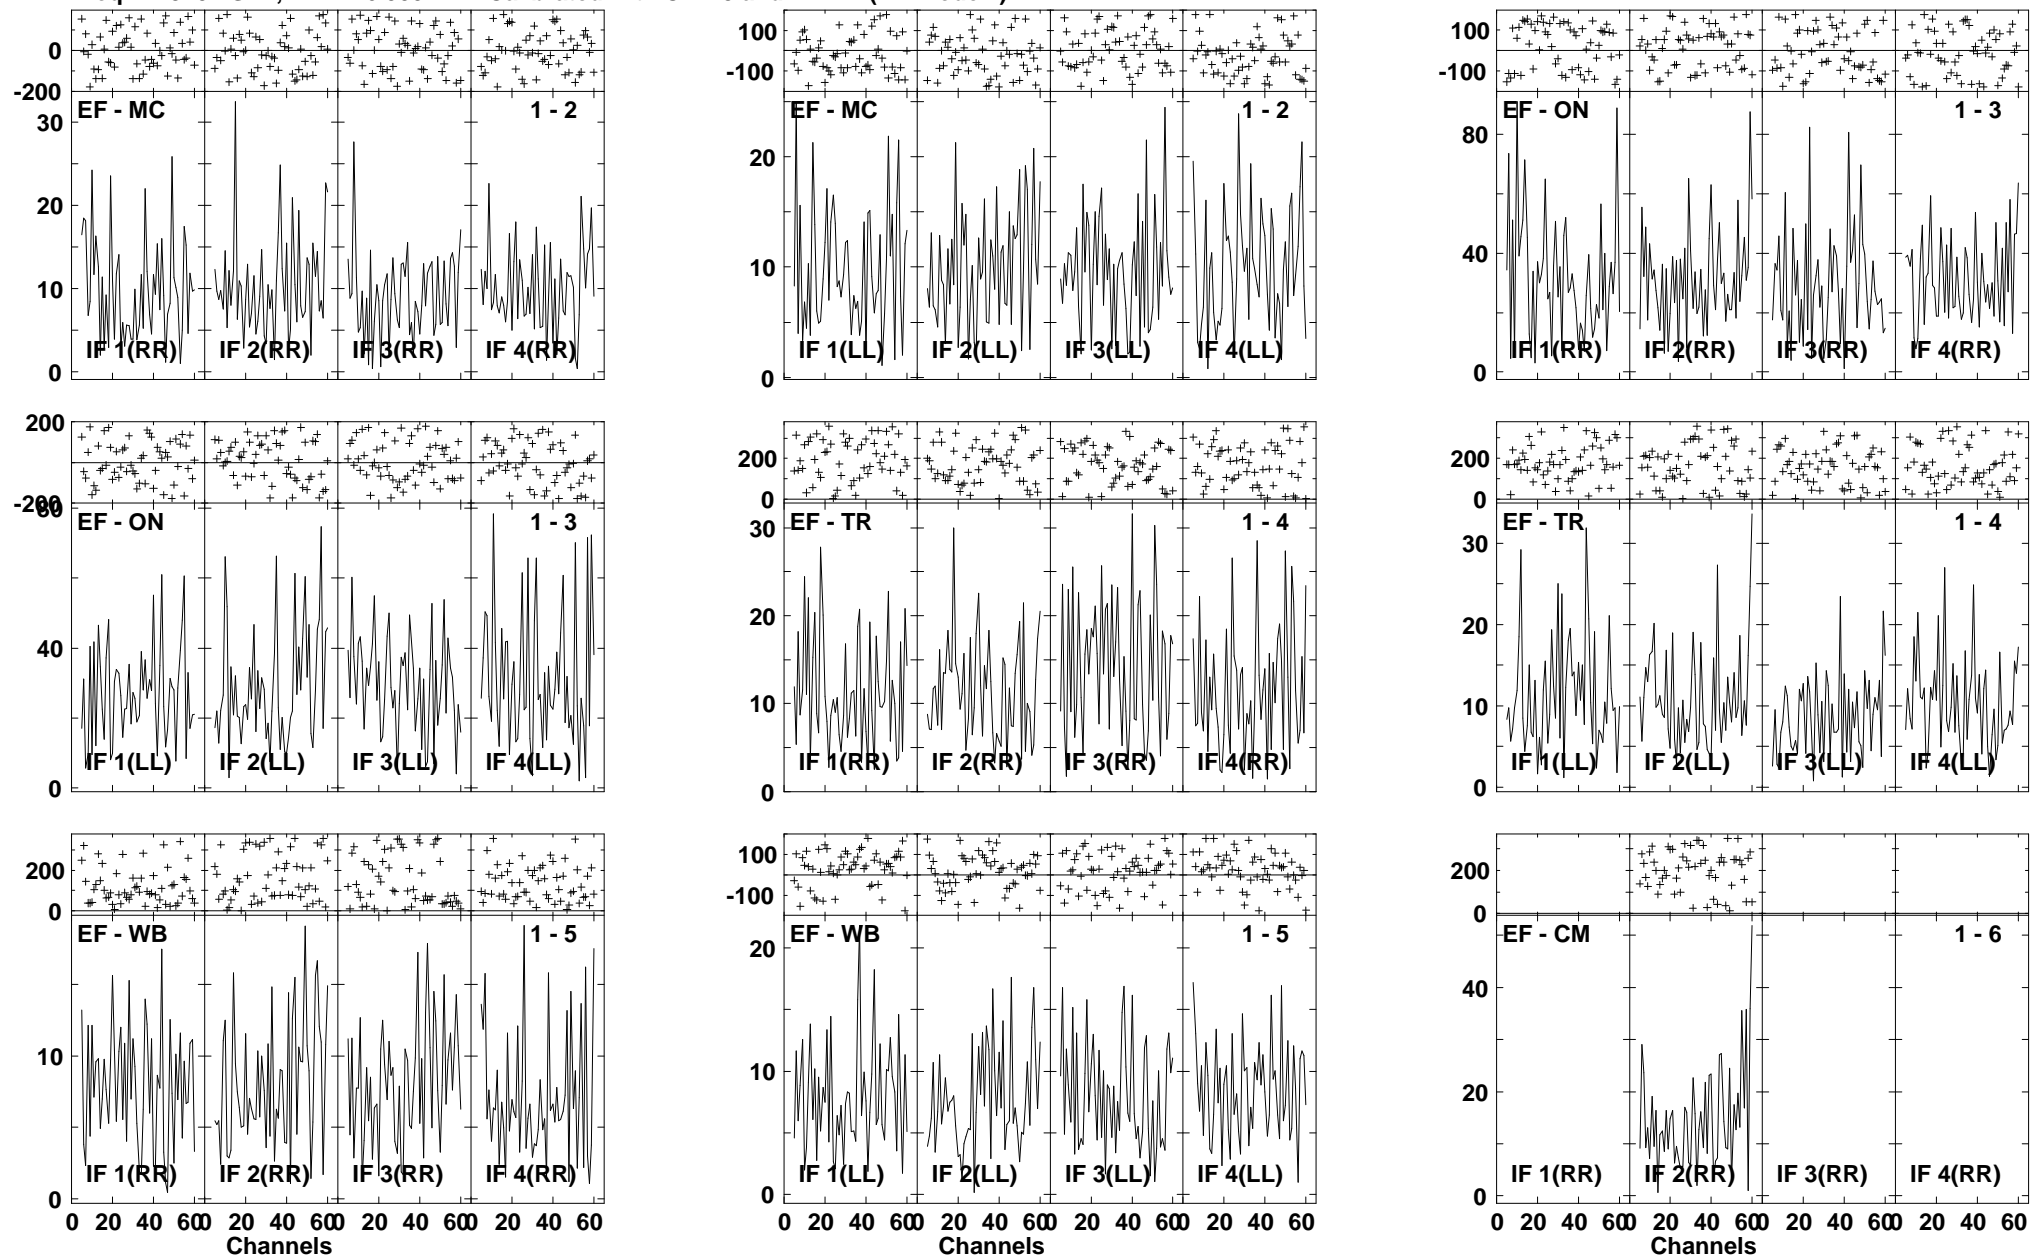 0
-200
100
-100
100
-100
EF - MC
1 - 2
EF - MC
1 - 2
EF - ON
1 - 3
30
20
10
0
20
10
0
80
40
0
IF 1(RR)
IF 2(RR)
IF 3(RR)
IF 4(RR)
IF 1(LL)
IF 2(LL)
IF 3(LL)
IF 4(LL)
IF 1(RR)
IF 2(RR)
IF 3(RR)
IF 4(RR)
200
-200
200
0
200
0
EF - ON
1 - 3
EF - TR
1 - 4
EF - TR
1 - 4
80
40
0
30
20
10
0
30
20
10
0
IF 1(LL)
IF 2(LL)
IF 3(LL)
IF 4(LL)
IF 1(RR)
IF 2(RR)
IF 3(RR)
IF 4(RR)
IF 1(LL)
IF 2(LL)
IF 3(LL)
IF 4(LL)
200
0
100
-100
200
0
EF - WB
1 - 5
EF - WB
1 - 5
EF - CM
1 - 6
10
0
20
10
0
40
20
0
IF 1(RR)
IF 2(RR)
IF 3(RR)
IF 4(RR)
IF 1(LL)
IF 2(LL)
IF 3(LL)
IF 4(LL)
IF 1(RR)
IF 2(RR)
IF 3(RR)
IF 4(RR)
0 20 40 60 0 20 40 60 0 20 40 60 0 20 40 60
0 20 40 60 0 20 40 60 0 20 40 60 0 20 40 60
0 20 40 60 0 20 40 60 0 20 40 60 0 20 40 60
Channels
Channels
Channels